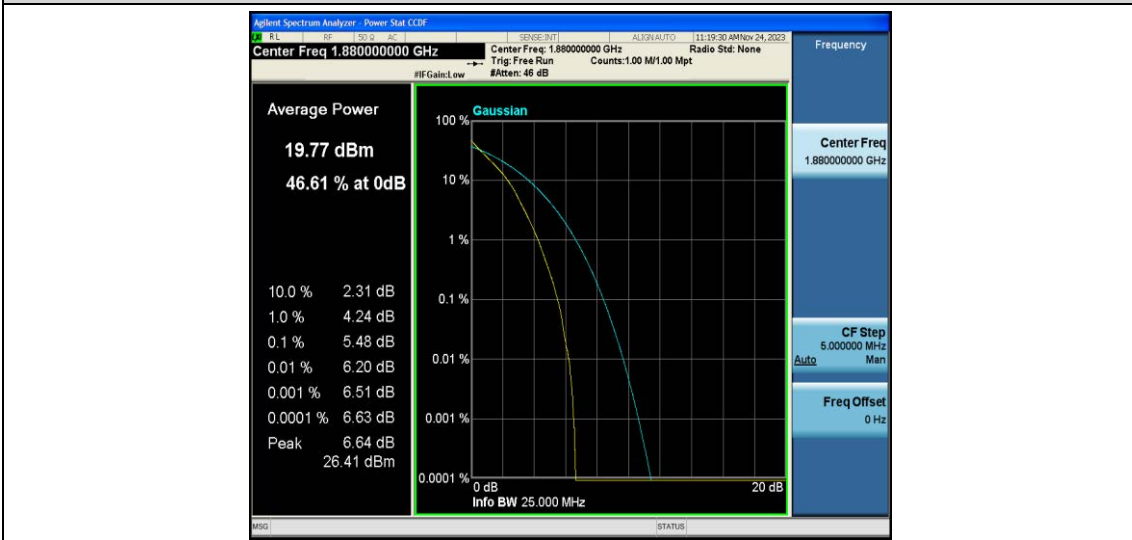 Agilent Spectrum Analyzer - Power Stat CCDF
LXI RL RF 50 Ω AC SENSE:INT ALIGN AUTO 11:19:30 AM Nov 24, 2023
Center Freq 1.880000000 GHz
Center Freq: 1.880000000 GHz Radio Std: None
Trig: Free Run Counts:1.00 M/1.00 Mpt
#IFGain:Low #Atten: 46 dB
Frequency
Average Power
19.77 dBm
46.61 % at 0dB
10.0 % 2.31 dB
1.0 % 4.24 dB
0.1 % 5.48 dB
0.01 % 6.20 dB
0.001 % 6.51 dB
0.0001 % 6.63 dB
Peak 6.64 dB
26.41 dBm
Gaussian
100 %
10 %
1 %
0.1 %
0.01 %
0.001 %
0.0001 %
0 dB 20 dB
Info BW 25.000 MHz
Center Freq
1.880000000 GHz
CF Step
5.000000 MHz
Auto Man
Freq Offset
0 Hz
MSG STATUS